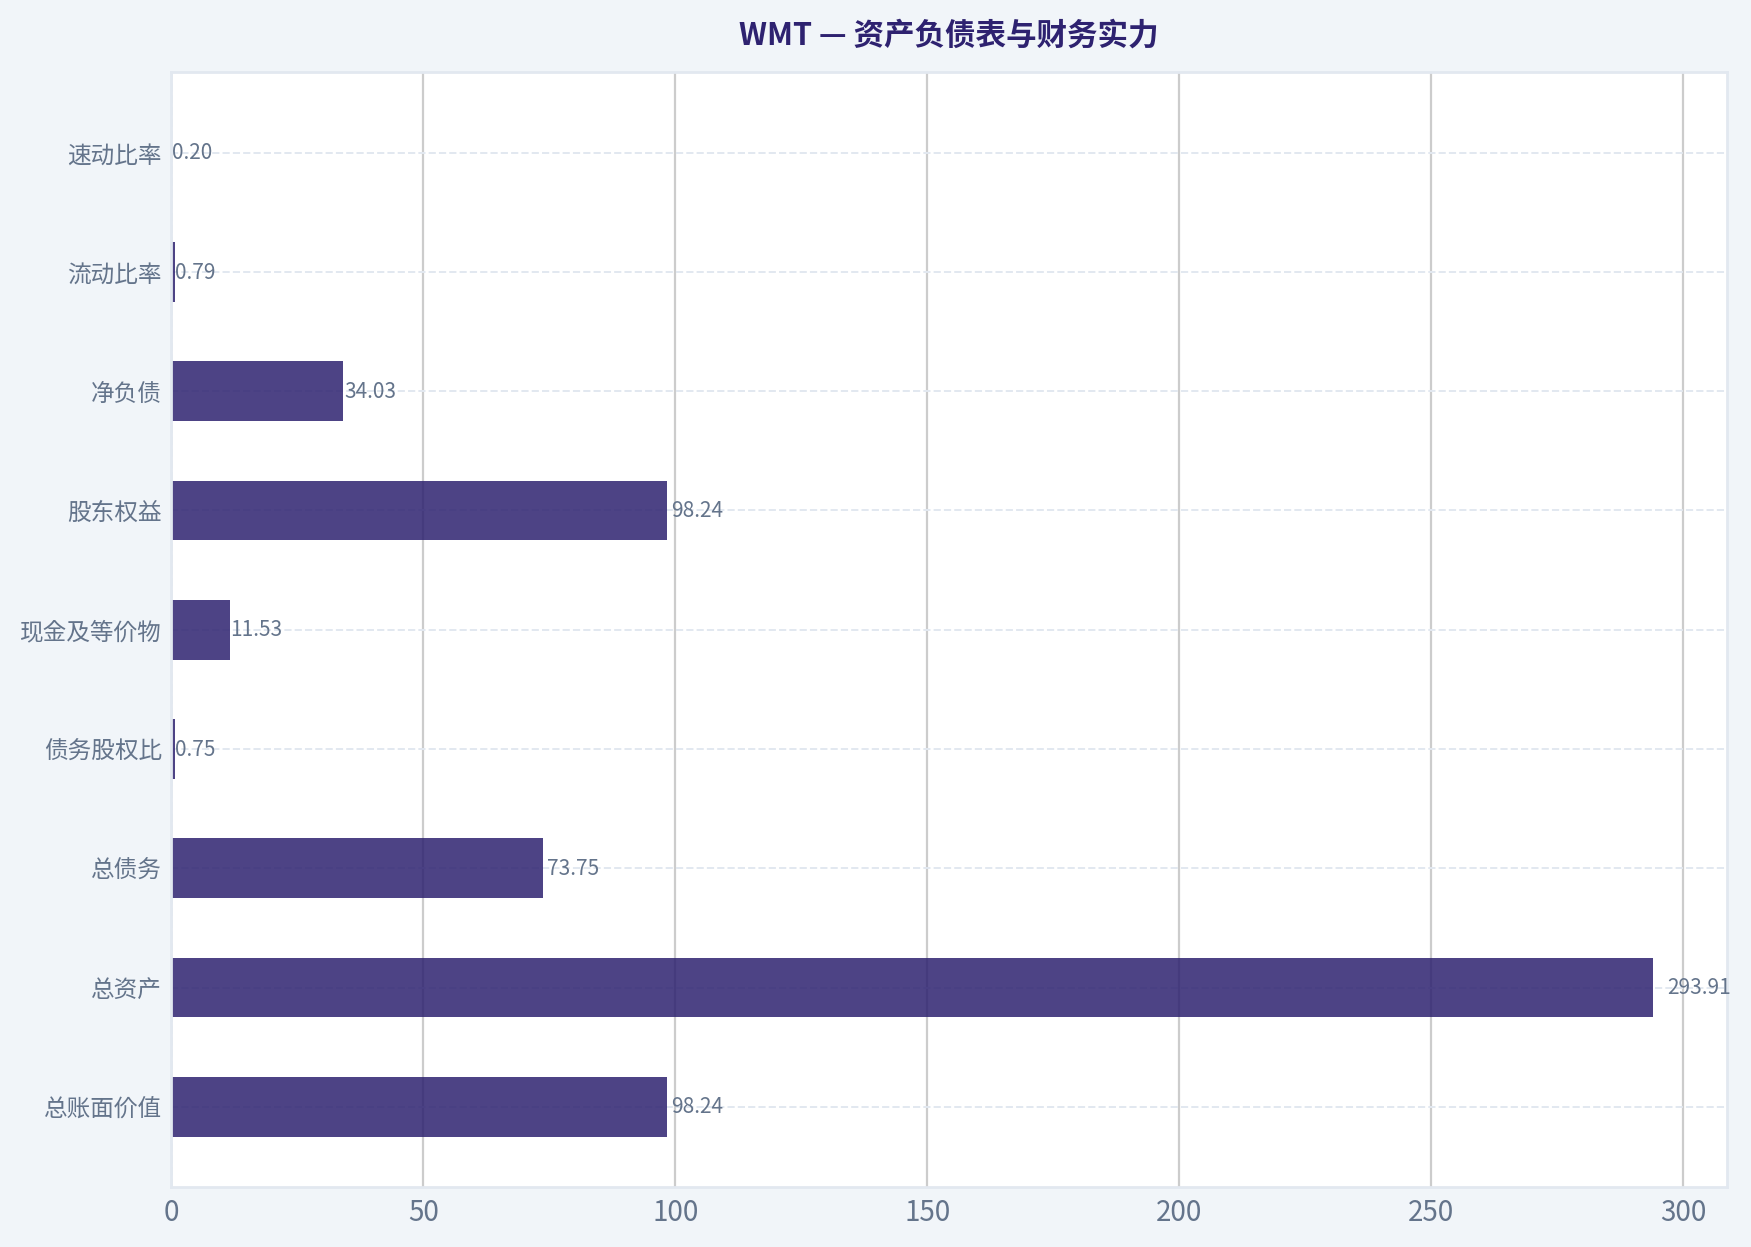 WMT — 资产负债表与财务实力
速动比率 0.20
流动比率 0.79
净负债 34.03
股东权益 98.24
现金及等价物 11.53
债务股权比 0.75
总债务 73.75
总资产 293.91
总账面价值 98.24
0 50 100 150 200 250 300